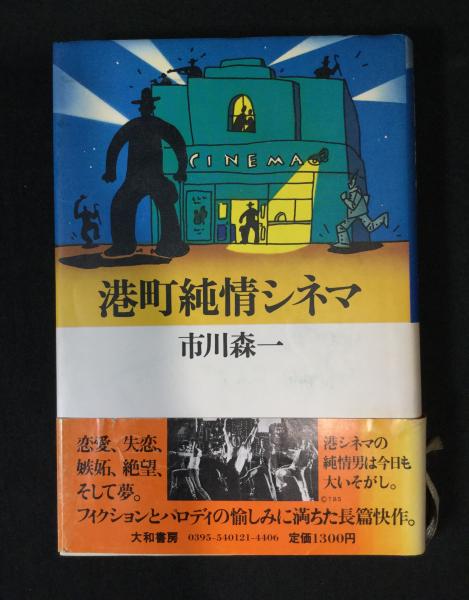 CINEMA
港町純情シネマ
市川森一
恋愛、失恋、
嫉妬、絶望、
そして夢。
港シネマの
純情男は今日も
大いそがし。
©TBS
フィクションとパロディの愉しみに満ちた長篇快作。
大和書房 0395-540121-4406 定価1300円